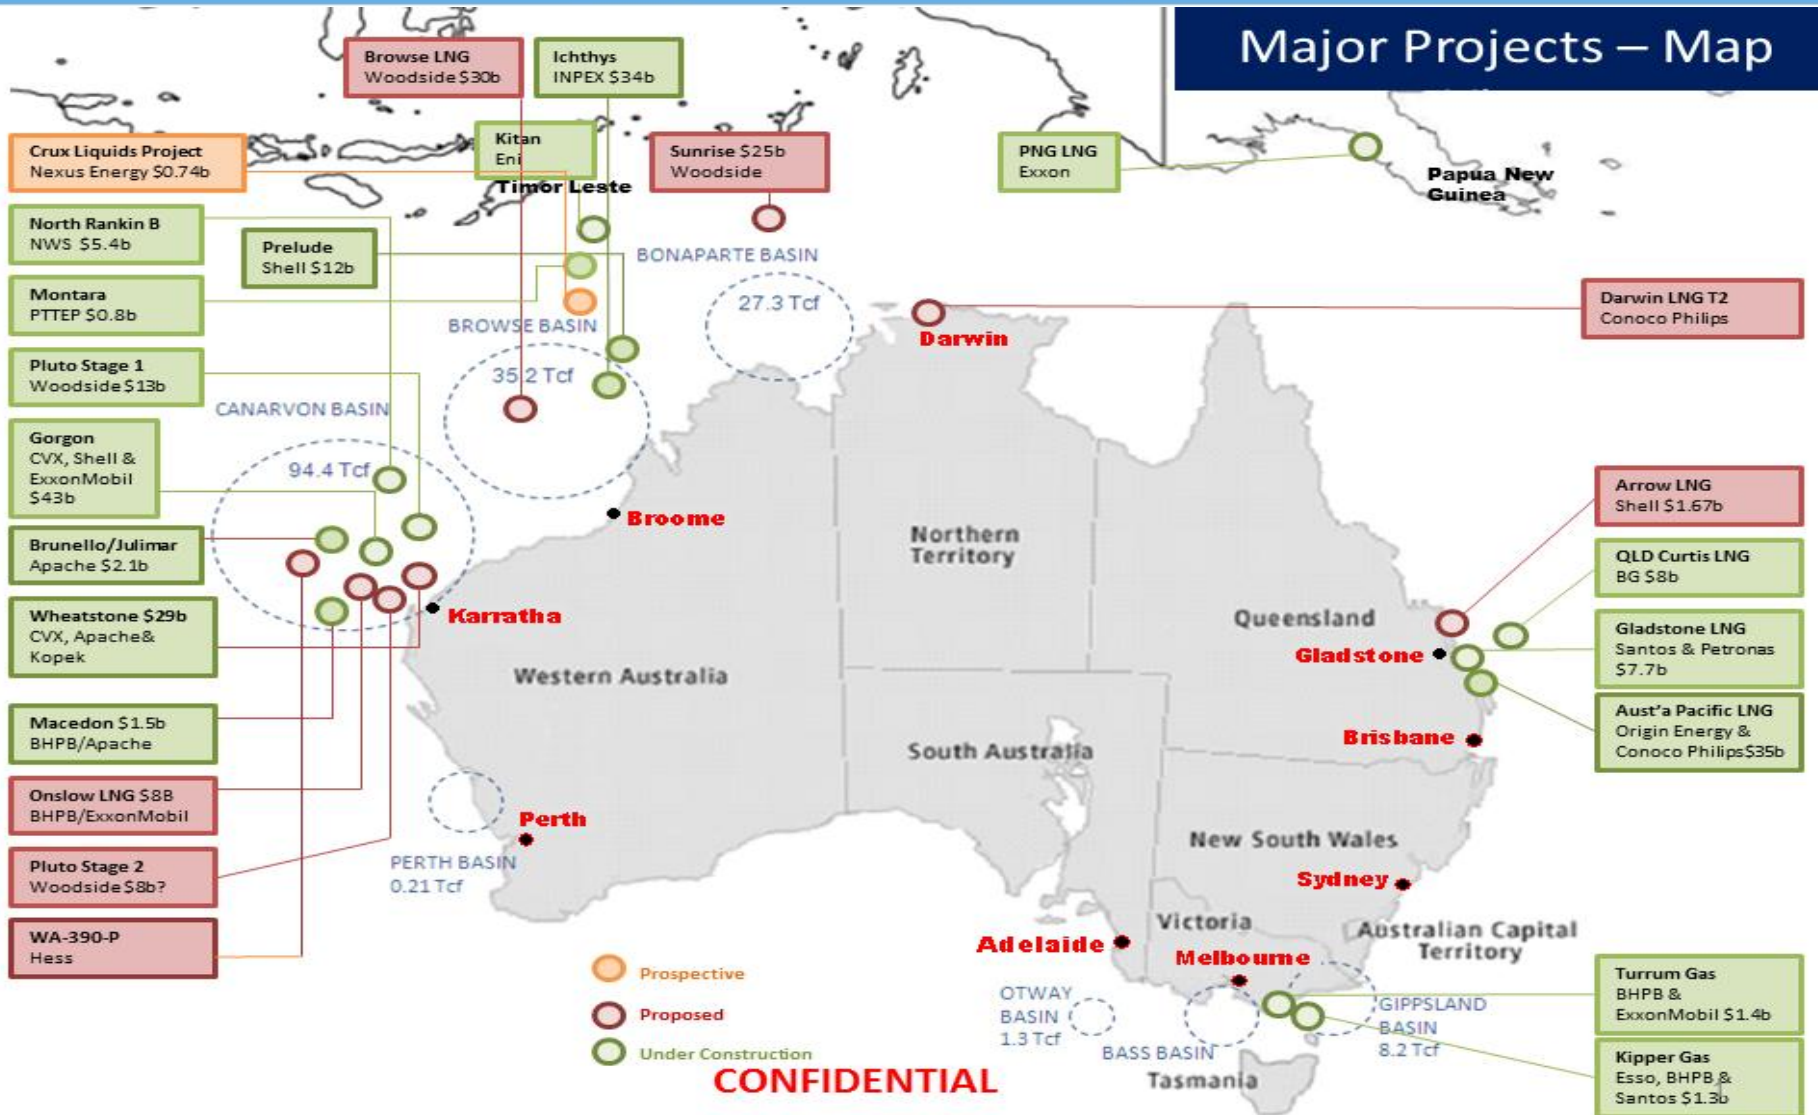 Major Projects – Map
Browse LNG
Woodside $30b
Ichthys
INPEX $34b
Crux Liquids Project
Nexus Energy $0.74b
Kitan
Eni
Timor Leste
Sunrise $25b
Woodside
PNG LNG
Exxon
Papua New
Guinea
North Rankin B
NWS $5.4b
Prelude
Shell $12b
BONAPARTE BASIN
27.3 Tcf
Montara
PTTEP $0.8b
BROWSE BASIN
35.2 Tcf
Darwin
Darwin LNG T2
Conoco Philips
Pluto Stage 1
Woodside $13b
CANARVON BASIN
94.4 Tcf
Gorgon
CVX, Shell &
ExxonMobil
$43b
Broome
Northern
Territory
Arrow LNG
Shell $1.67b
Brunello/Julimar
Apache $2.1b
QLD Curtis LNG
BG $8b
Wheatstone $29b
CVX, Apache&
Kopek
Karratha
Western Australia
Queensland
Gladstone
Gladstone LNG
Santos & Petronas
$7.7b
Macedon $1.5b
BHPB/Apache
South Australia
Brisbane
Aust'a Pacific LNG
Origin Energy &
Conoco Philips$35b
Onslow LNG $8B
BHPB/ExxonMobil
Perth
PERTH BASIN
0.21 Tcf
New South Wales
Sydney
Pluto Stage 2
Woodside $8b?
WA-390-P
Hess
Victoria
Australian Capital
Territory
Adelaide
Melbourne
Prospective
Proposed
Under Construction
OTWAY
BASIN
1.3 Tcf
BASS BASIN
GIPPSLAND
BASIN
8.2 Tcf
Tasmania
Turrum Gas
BHPB &
ExxonMobil $1.4b
Kipper Gas
Esso, BHPB &
Santos $1.3b
CONFIDENTIAL